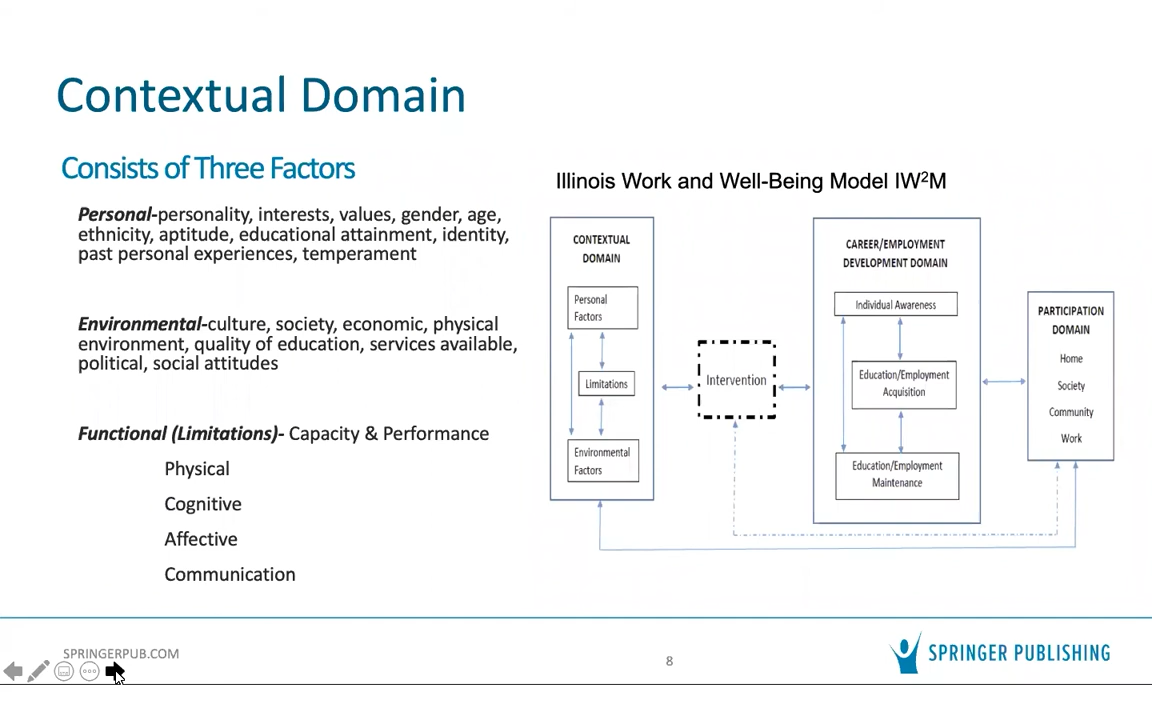 Contextual Domain
Consists of Three Factors
Personal-personality, interests, values, gender, age,
ethnicity, aptitude, educational attainment, identity,
past personal experiences, temperament
Environmental-culture, society, economic, physical
environment, quality of education, services available,
political, social attitudes
Functional (Limitations)- Capacity & Performance
Physical
Cognitive
Affective
Communication
Illinois Work and Well-Being Model IW²M
CONTEXTUAL
DOMAIN
Personal
Factors
Limitations
Environmental
Factors
Intervention
CAREER/EMPLOYMENT
DEVELOPMENT DOMAIN
Individual Awareness
Education/Employment
Acquisition
Education/Employment
Maintenance
PARTICIPATION
DOMAIN
Home
Society
Community
Work
SPRINGERPUB.COM
8
SPRINGER PUBLISHING